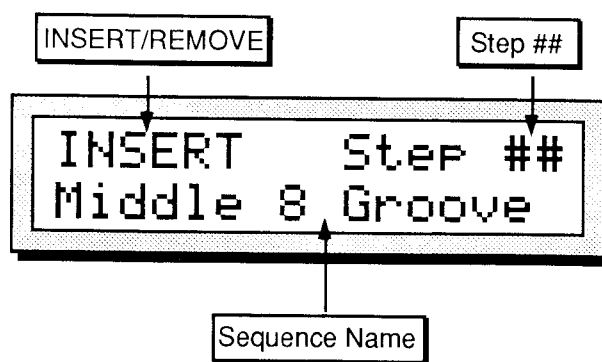 INSERT/REMOVE
Step ##
INSERT Step ##
Middle 8 Groove
Sequence Name